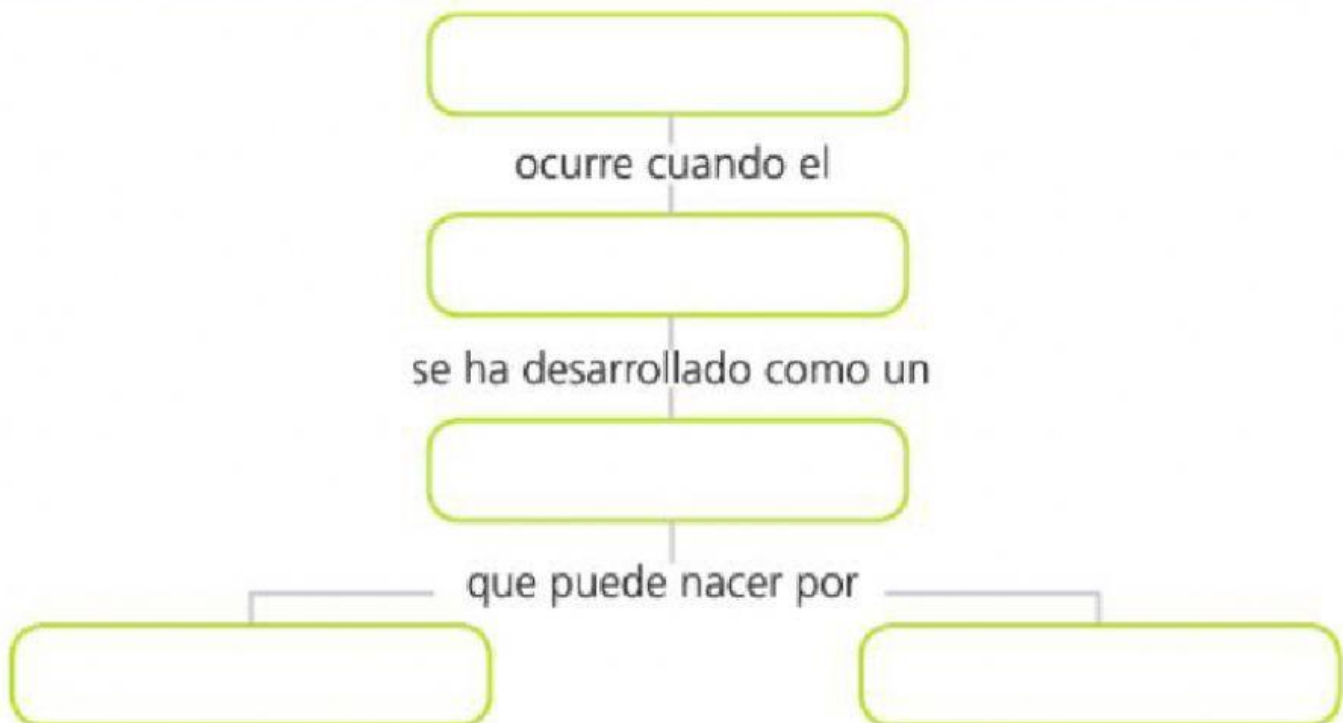 ocurre cuando el
se ha desarrollado como un
que puede nacer por